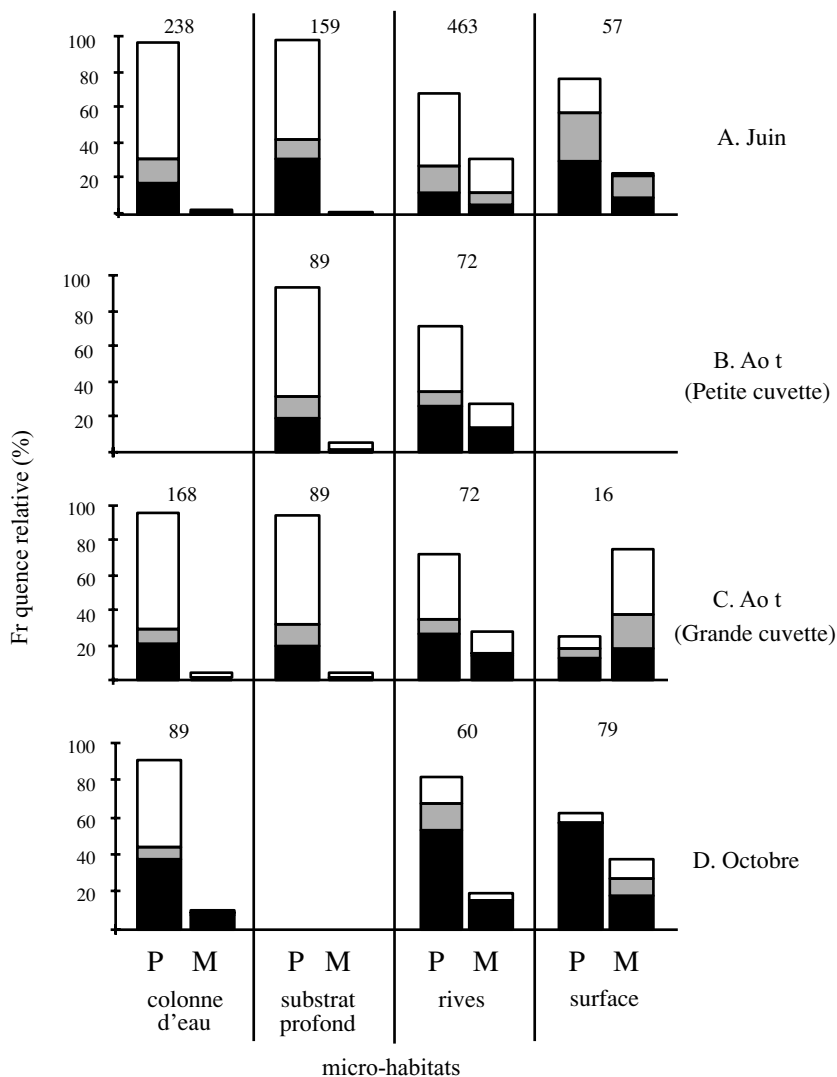 238 159 463 57
100
80
60
40
20
A. Juin
89 72
100
80
60
40
20
B. Ao t
(Petite cuvette)
168 89 72 16
100
80
60
40
20
C. Ao t
(Grande cuvette)
89 60 79
100
80
60
40
20
D. Octobre
Fr quence relative (%)
P M P M P M P M
colonne d'eau
substrat profond
rives
surface
micro-habitats